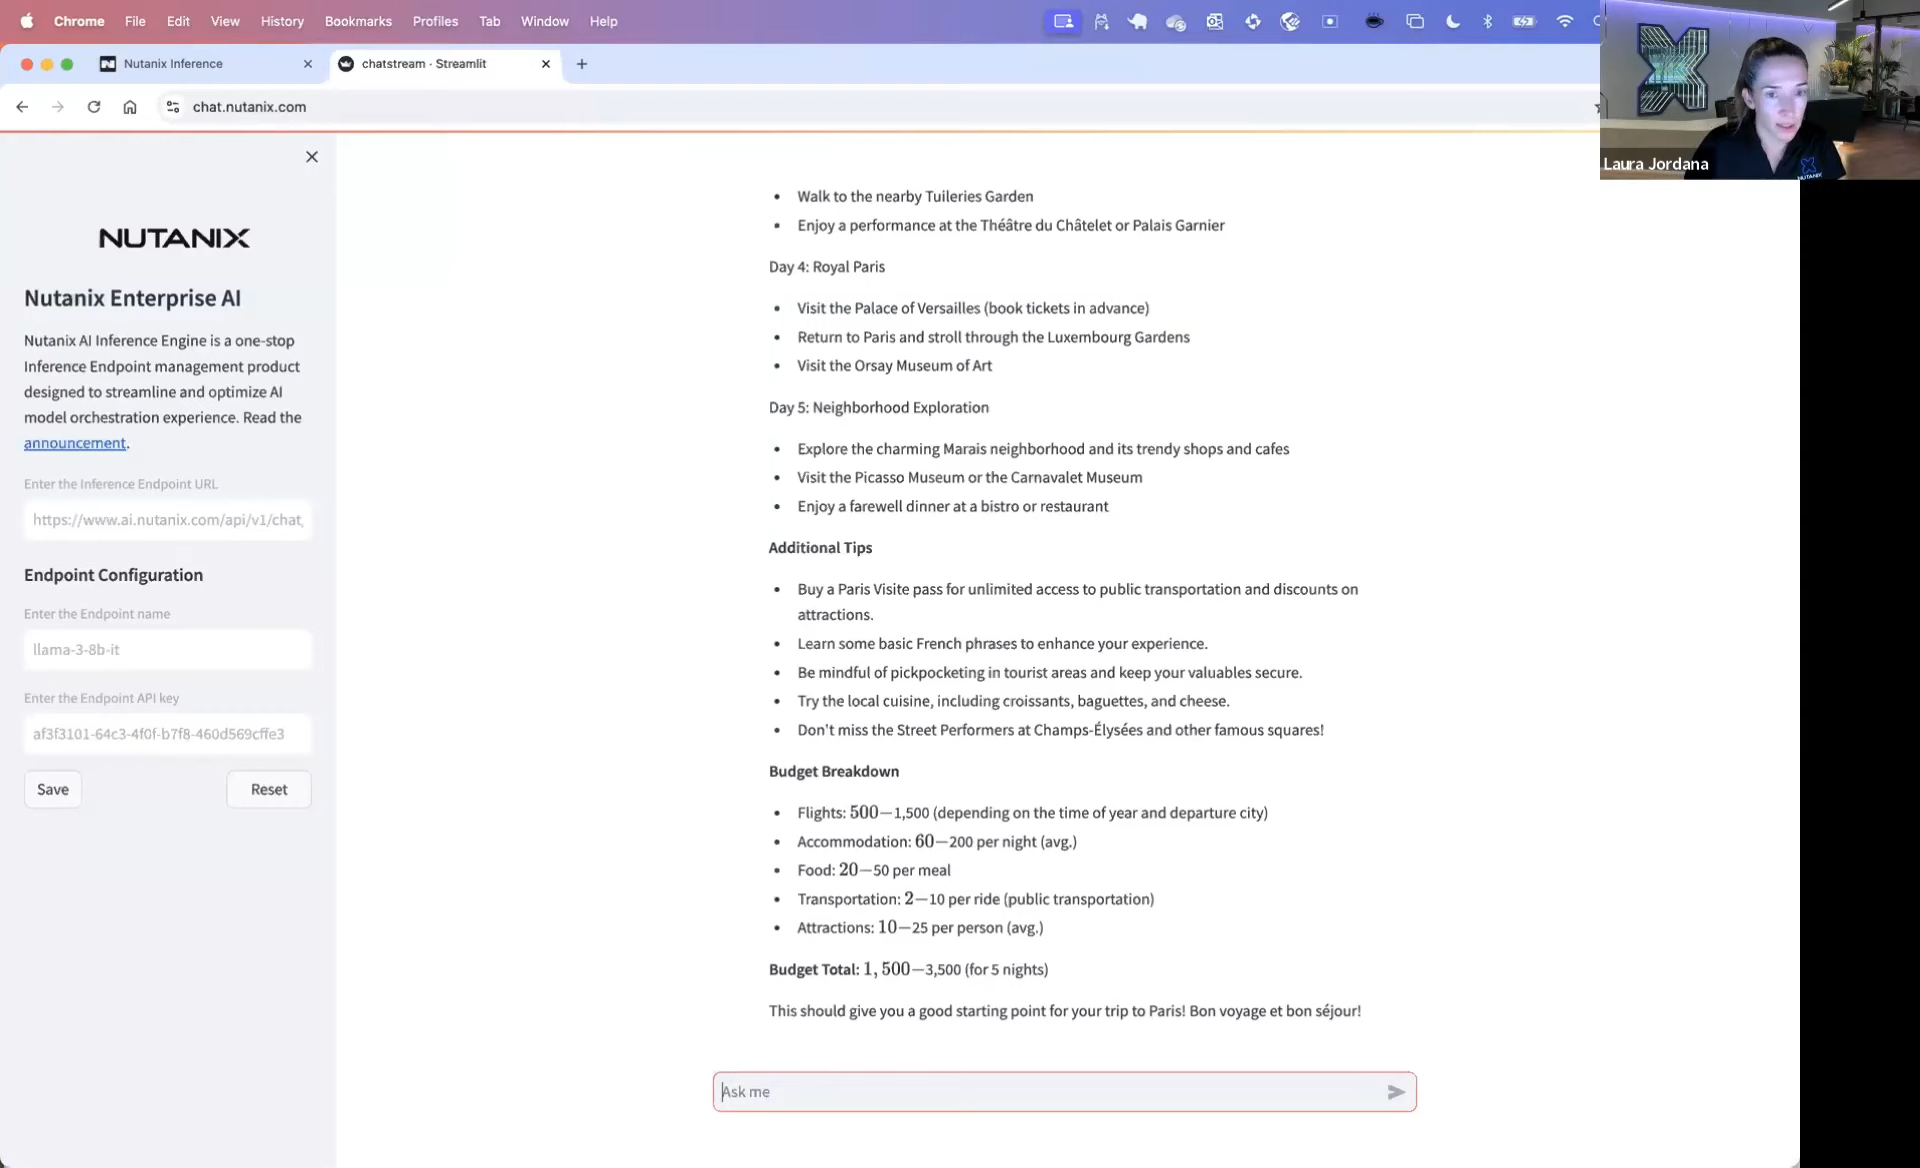 Chrome File Edit View History Bookmarks Profiles Tab Window Help
Nutanix Inference
chatstream · Streamlit
chat.nutanix.com
Laura Jordana
NUTANIX
NUTANIX
Nutanix Enterprise AI
Nutanix AI Inference Engine is a one-stop
Inference Endpoint management product
designed to streamline and optimize AI
model orchestration experience. Read the
announcement.
Enter the Inference Endpoint URL
https://www.ai.nutanix.com/api/v1/chat,
Endpoint Configuration
Enter the Endpoint name
llama-3-8b-it
Enter the Endpoint API key
af3f3101-64c3-4f0f-b7f8-460d569cffe3
Save
Reset
• Walk to the nearby Tuileries Garden
• Enjoy a performance at the Théâtre du Châtelet or Palais Garnier
Day 4: Royal Paris
• Visit the Palace of Versailles (book tickets in advance)
• Return to Paris and stroll through the Luxembourg Gardens
• Visit the Orsay Museum of Art
Day 5: Neighborhood Exploration
• Explore the charming Marais neighborhood and its trendy shops and cafes
• Visit the Picasso Museum or the Carnavalet Museum
• Enjoy a farewell dinner at a bistro or restaurant
Additional Tips
• Buy a Paris Visite pass for unlimited access to public transportation and discounts on
attractions.
• Learn some basic French phrases to enhance your experience.
• Be mindful of pickpocketing in tourist areas and keep your valuables secure.
• Try the local cuisine, including croissants, baguettes, and cheese.
• Don't miss the Street Performers at Champs-Élysées and other famous squares!
Budget Breakdown
• Flights: 500—1,500 (depending on the time of year and departure city)
• Accommodation: 60—200 per night (avg.)
• Food: 20—50 per meal
• Transportation: 2—10 per ride (public transportation)
• Attractions: 10—25 per person (avg.)
Budget Total: 1, 500—3,500 (for 5 nights)
This should give you a good starting point for your trip to Paris! Bon voyage et bon séjour!
Ask me